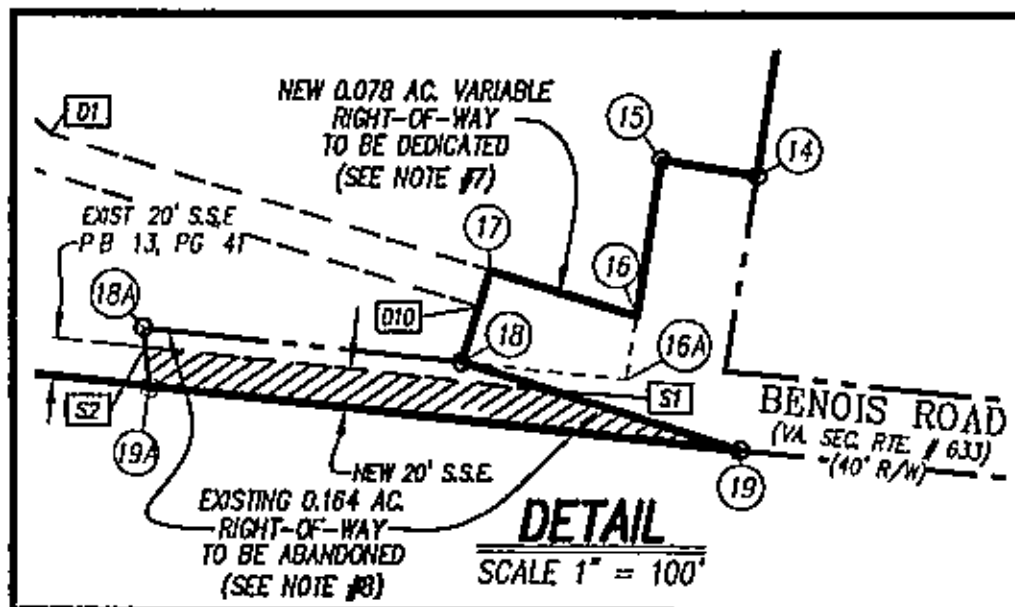 D1
NEW 0.078 AC. VARIABLE
RIGHT-OF-WAY
TO BE DEDICATED
(SEE NOTE #7)
15
14
EXIST 20' S.S.E
P B 13, PG 41
17
16
18A
D10
18
16A
S1
S2
19A
BENOIS ROAD
(VA. SEC. RTE. # 633)
(40' R/W)
19
NEW 20' S.S.E.
EXISTING 0.164 AC.
RIGHT-OF-WAY
TO BE ABANDONED
(SEE NOTE #8)
DETAIL
SCALE 1" = 100'